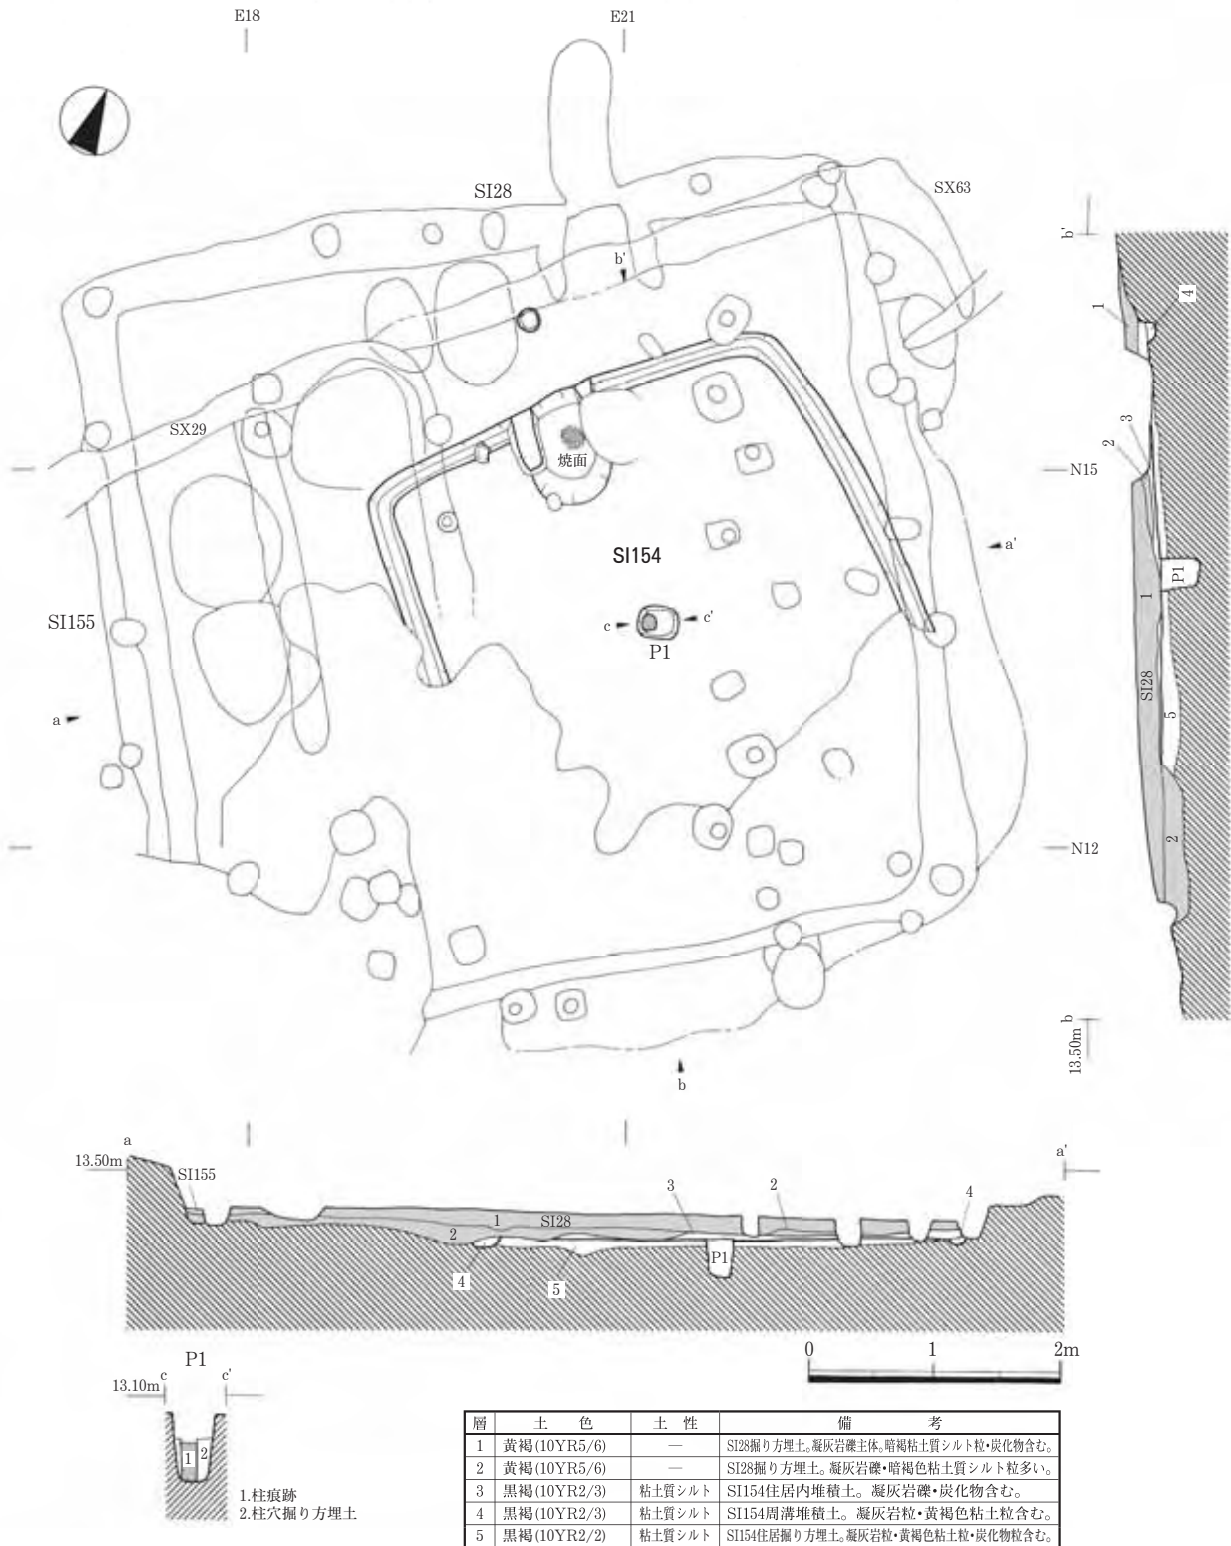 E18
E21
SI28
SX63
b'
b'
1
4
SX29
焼面
3
2
N15
SI154
a'
P1
1
SI155
c
c'
P1
SI28
a
5
2
N12
b
b
13.50m
a
a'
13.50m
SI155
3
2
4
1
SI28
2
P1
4
5
0 1 2m
P1
c c'
13.10m
1 2
1.柱痕跡
2.柱穴掘り方埋土
層 土 色 土 性 備 考
1 黄褐(10YR5/6) — SI28掘り方埋土。凝灰岩礫主体。暗褐粘土質シルト粒・炭化物含む。
2 黄褐(10YR5/6) — SI28掘り方埋土。凝灰岩礫・暗褐色粘土質シルト粒多い。
3 黒褐(10YR2/3) 粘土質シルト SI154住居内堆積土。凝灰岩礫・炭化物含む。
4 黒褐(10YR2/3) 粘土質シルト SI154周溝堆積土。凝灰岩粒・黄褐色粘土粒含む。
5 黒褐(10YR2/2) 粘土質シルト SI154住居掘り方埋土。凝灰岩粒・黄褐色粘土粒・炭化物粒含む。